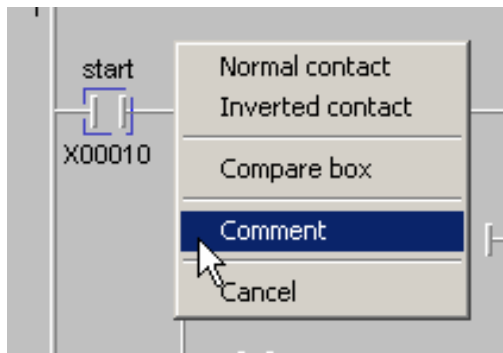 start
X00010
Normal contact
Inverted contact
Compare box
Comment
Cancel